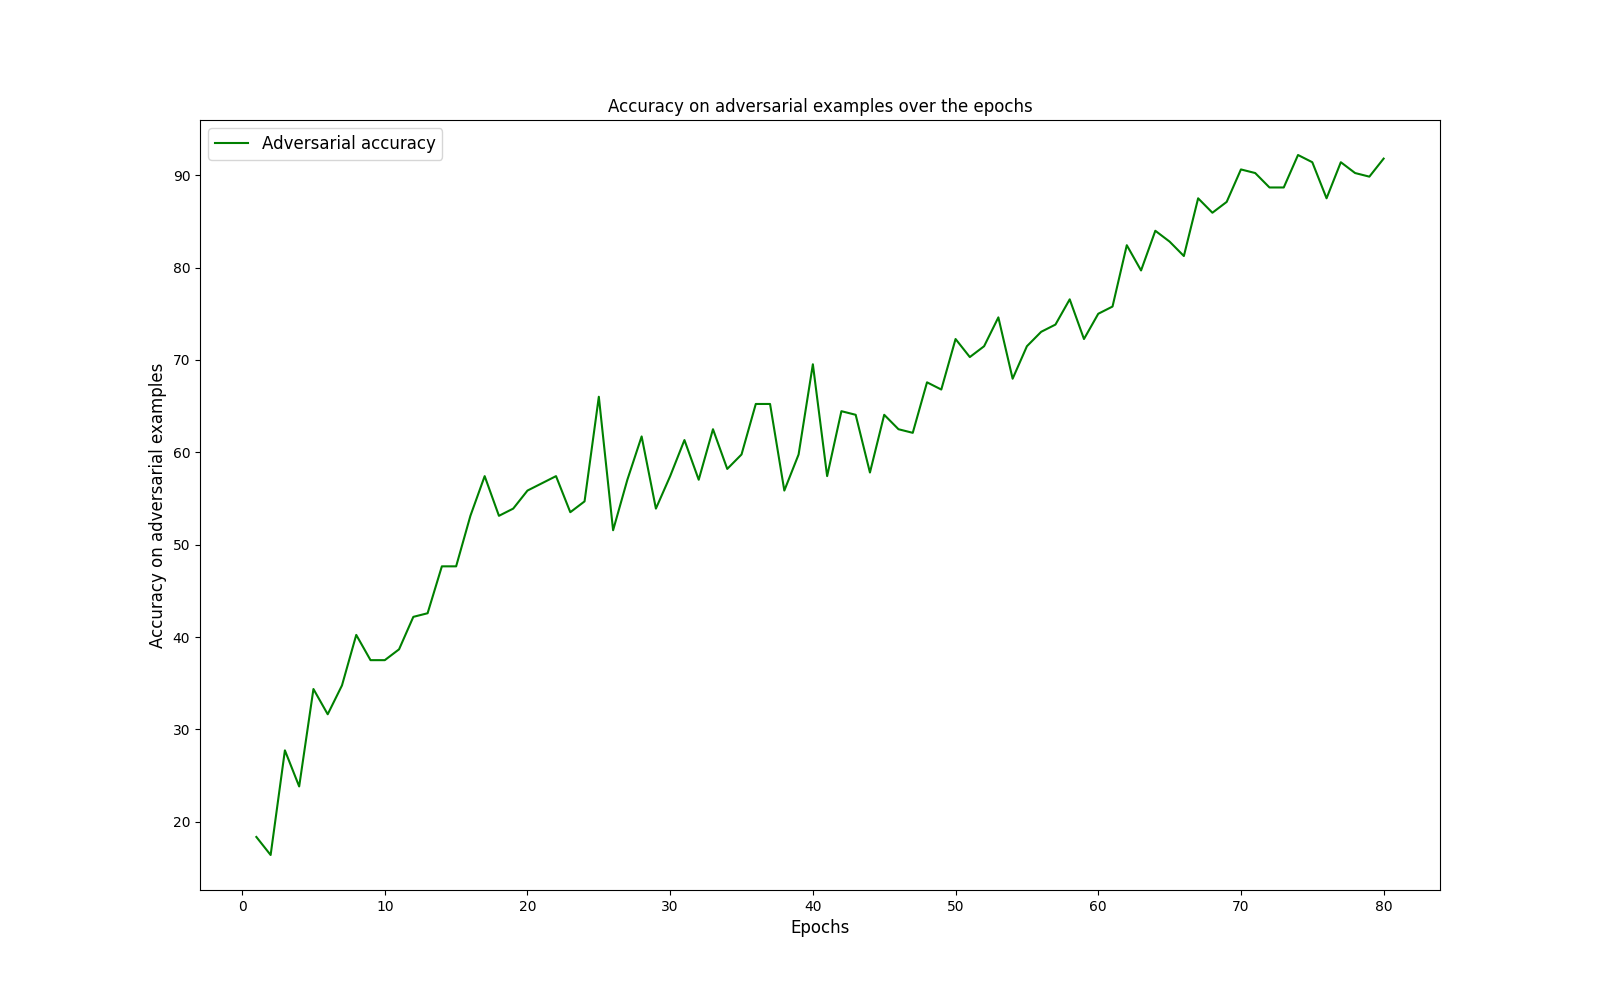 Accuracy on adversarial examples over the epochs
Adversarial accuracy
Accuracy on adversarial examples
90
80
70
60
50
40
30
20
0 10 20 30 40 50 60 70 80
Epochs